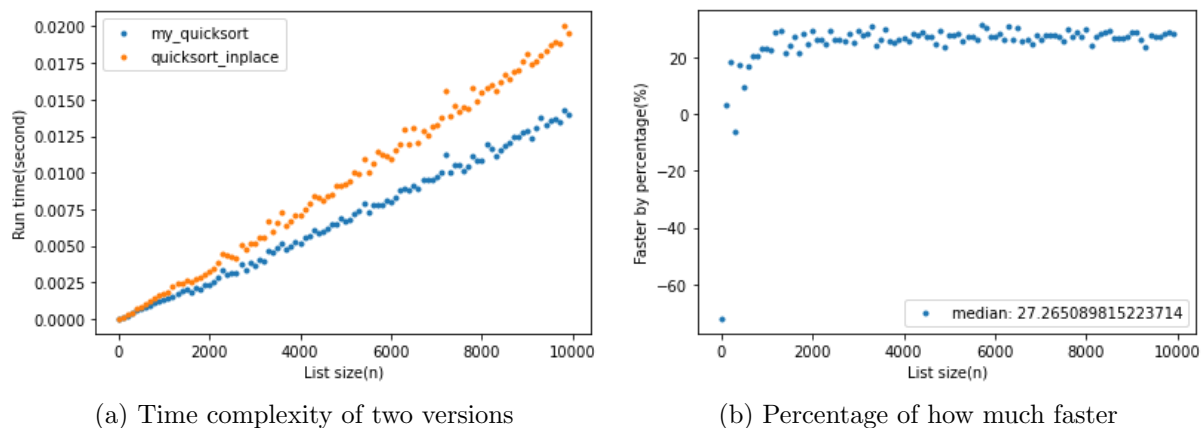 my_quicksort
quicksort_inplace
0.0200
0.0175
0.0150
0.0125
0.0100
0.0075
0.0050
0.0025
0.0000
Run time(second)
0 2000 4000 6000 8000 10000
List size(n)
(a) Time complexity of two versions
20
0
−20
−40
−60
Faster by percentage(%)
median: 27.265089815223714
0 2000 4000 6000 8000 10000
List size(n)
(b) Percentage of how much faster